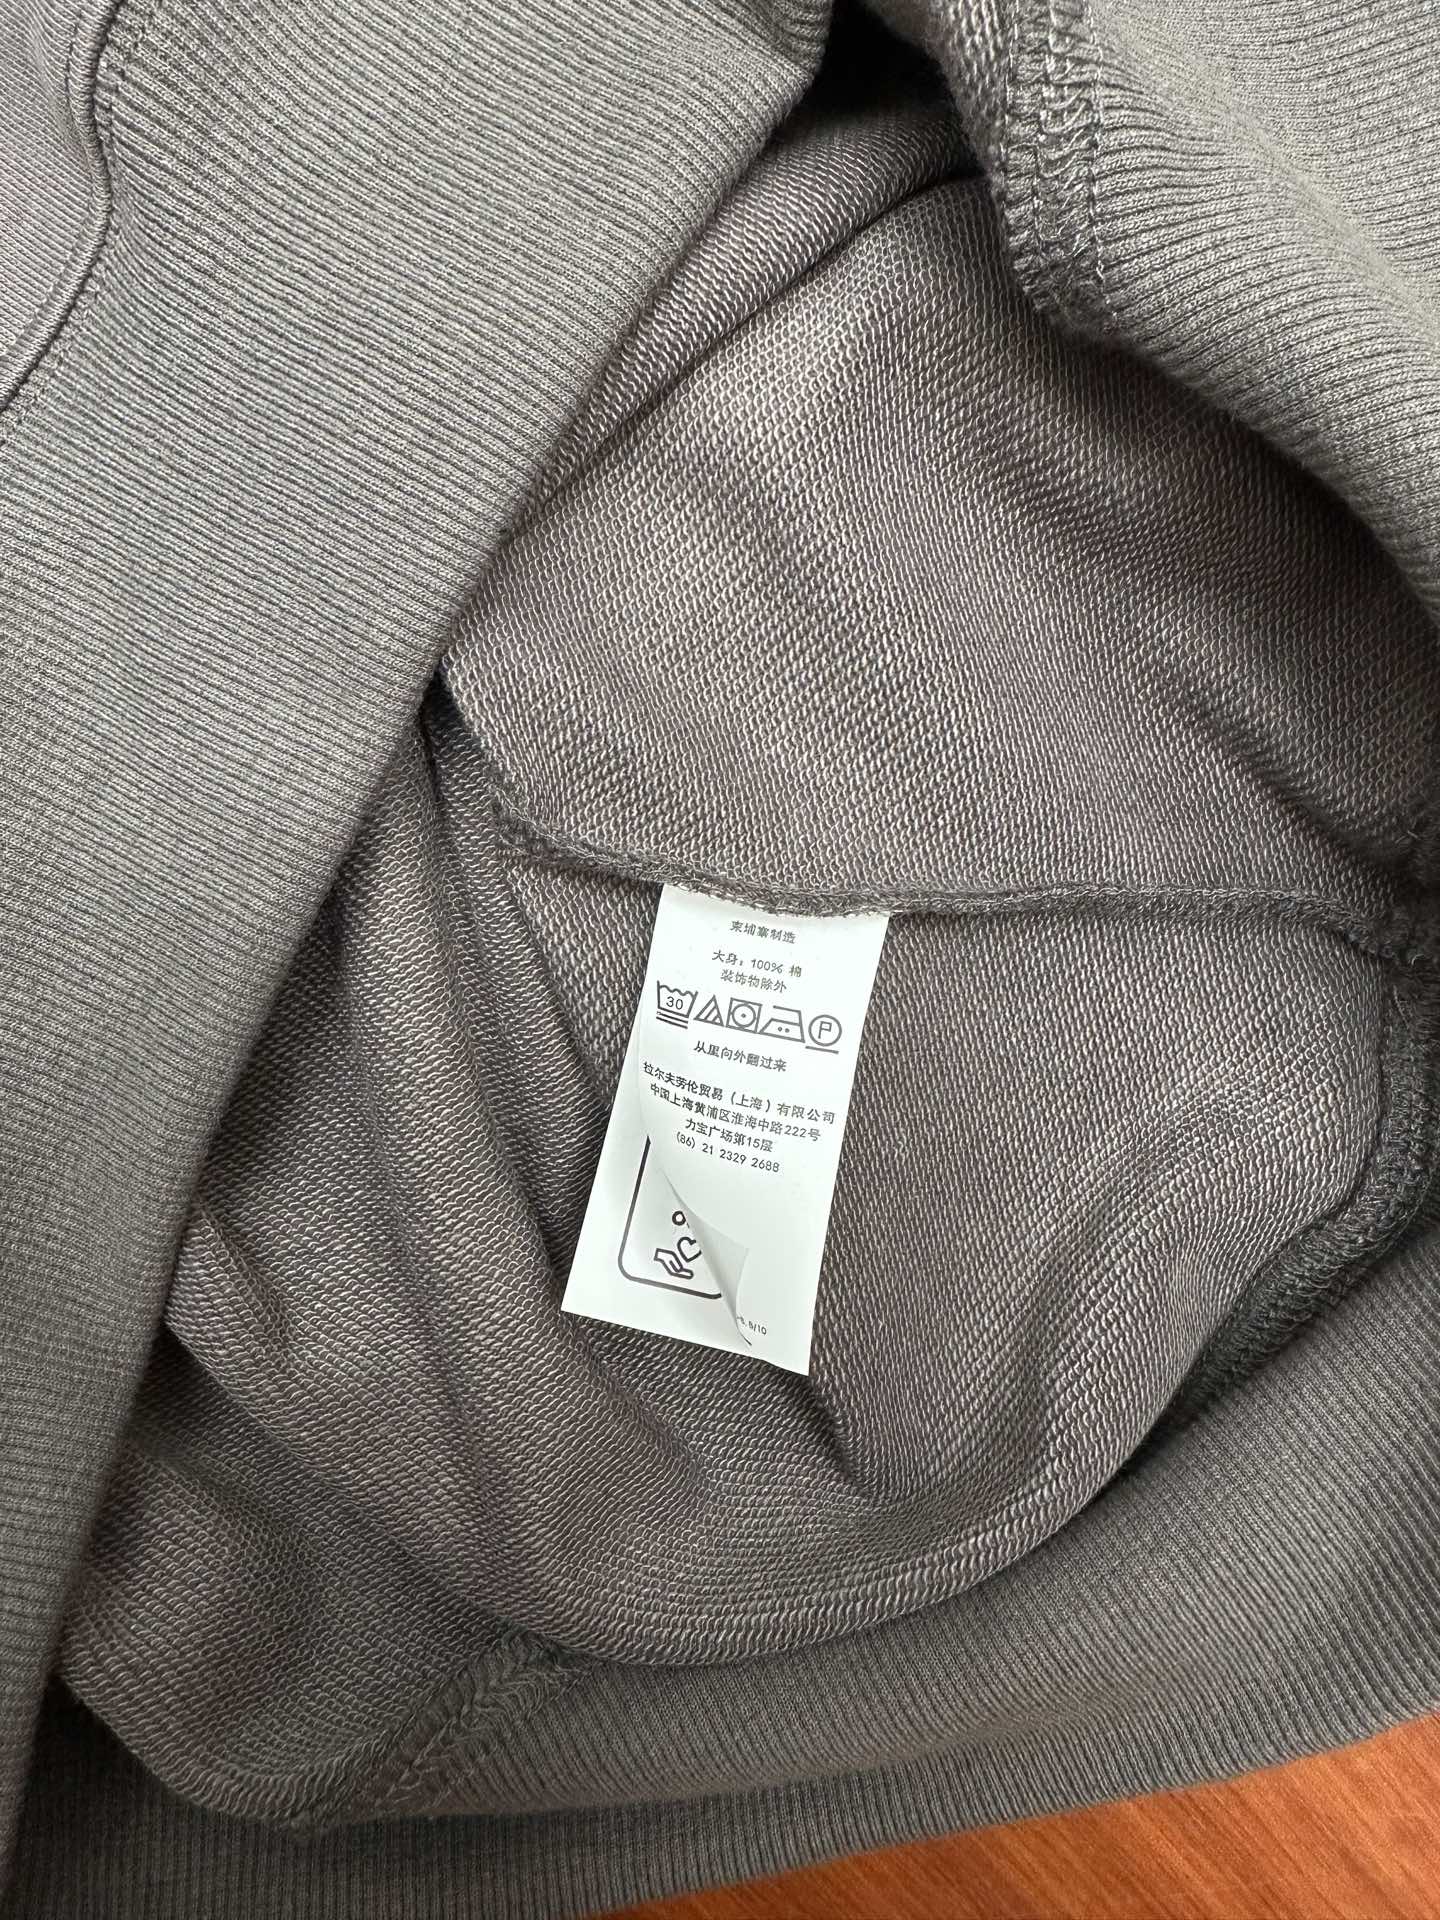 柬埔寨制造
大身：100% 棉
装饰物除外
30
P
从里向外翻过来
拉尔夫劳伦贸易（上海）有限公司
中国上海黄浦区淮海中路222号
力宝广场第15层
(86) 21 2329 2688